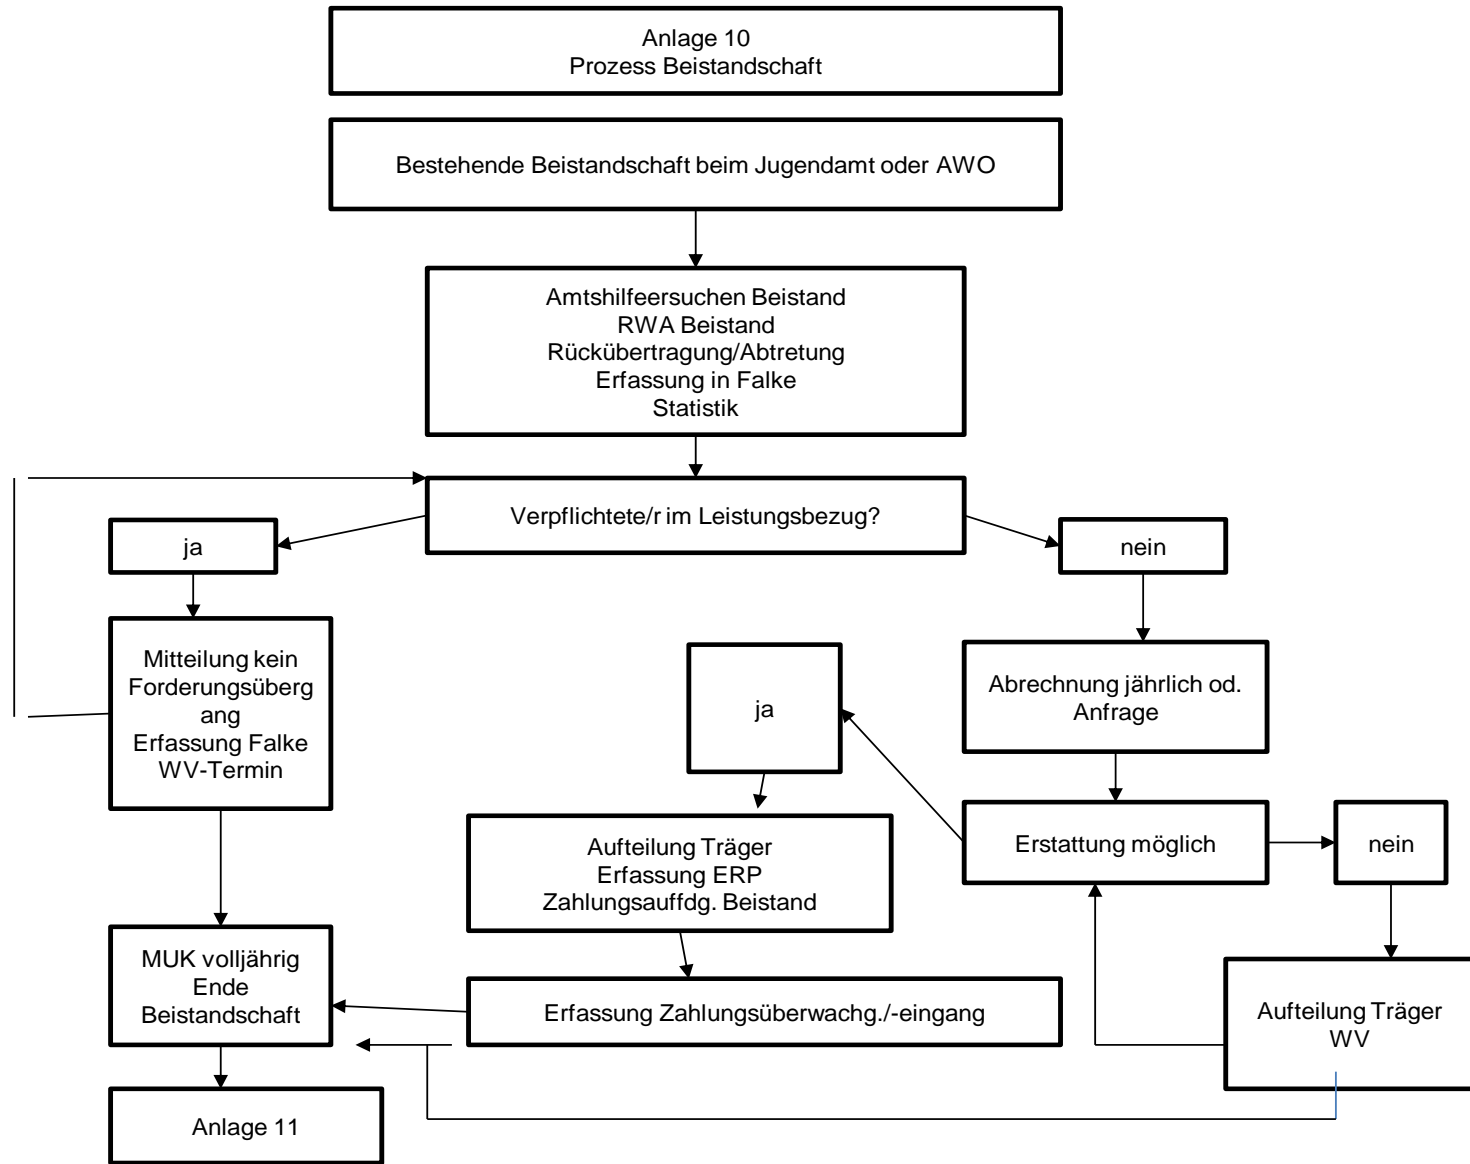 Anlage 10
Prozess Beistandschaft
Bestehende Beistandschaft beim Jugendamt oder AWO
Amtshilfeersuchen Beistand
RWA Beistand
Rückübertragung/Abtretung
Erfassung in Falke
Statistik
Verpflichtete/r im Leistungsbezug?
ja
nein
Mitteilung kein
Forderungsüberg
ang
Erfassung Falke
WV-Termin
ja
Abrechnung jährlich od.
Anfrage
Aufteilung Träger
Erfassung ERP
Zahlungsauffdg. Beistand
Erstattung möglich
nein
MUK volljährig
Ende
Beistandschaft
Erfassung Zahlungsüberwachg./-eingang
Aufteilung Träger
WV
Anlage 11